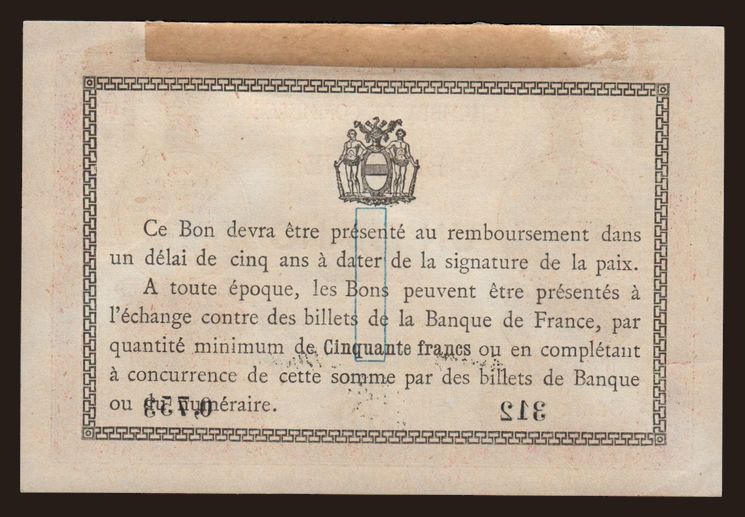 Ce Bon devra être présenté au remboursement dans
un délai de cinq ans à dater de la signature de la paix.
A toute époque, les Bons peuvent être présentés à
l'échange contre des billets de la Banque de France, par
quantité minimum de Cinquante francs ou en complétant
à concurrence de cette somme par des billets de Banque
ou du numéraire.
0,753 312